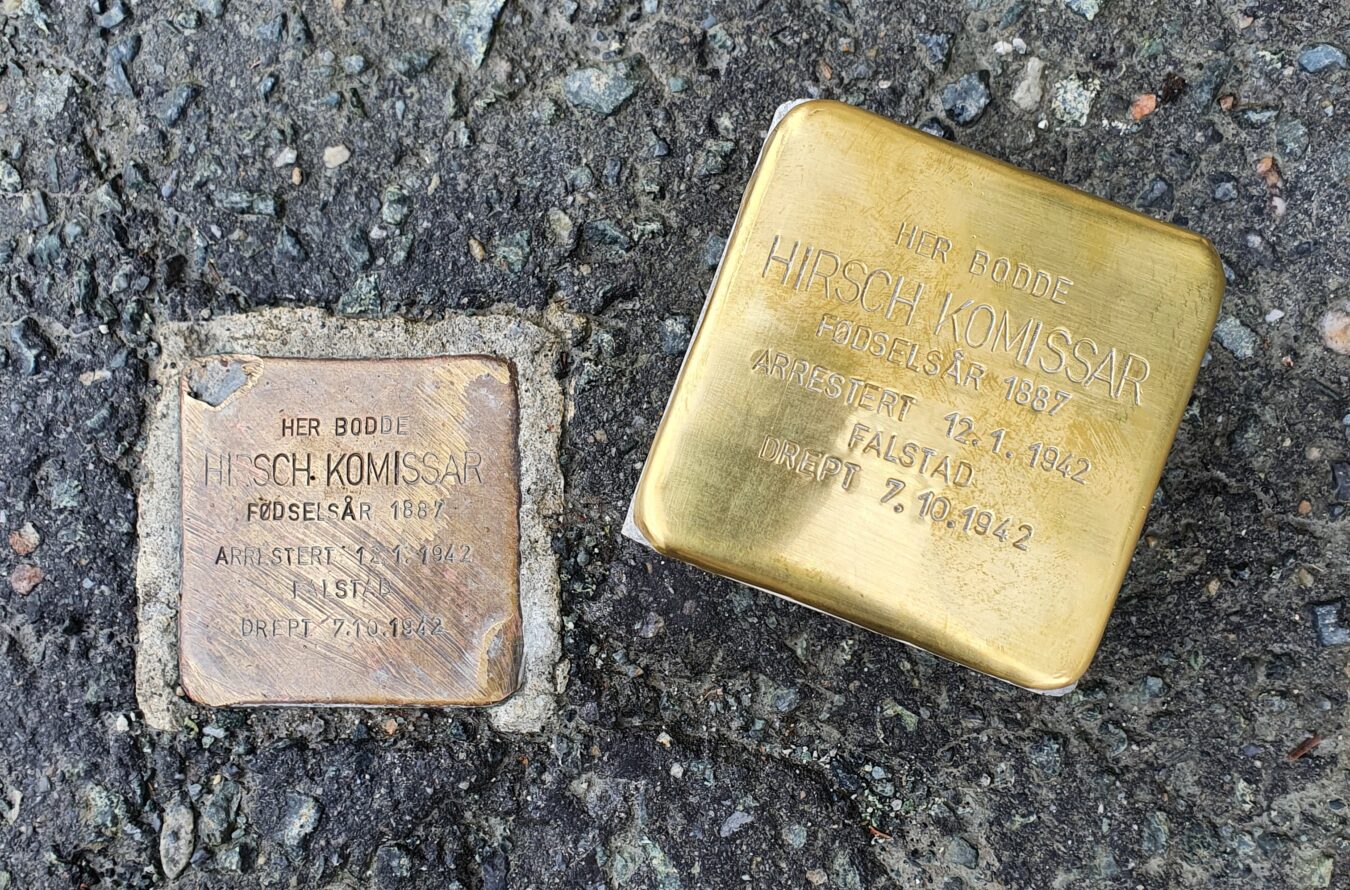 HER BODDE
HIRSCH KOMISSAR
FØDSELSÅR 1887
ARRESTERT 12.1.1942
FALSTAD
DREPT 7.10.1942
HER BODDE
HIRSCH KOMISSAR
FØDSELSÅR 1887
ARRESTERT 12.1.1942
FALSTAD
DREPT 7.10.1942